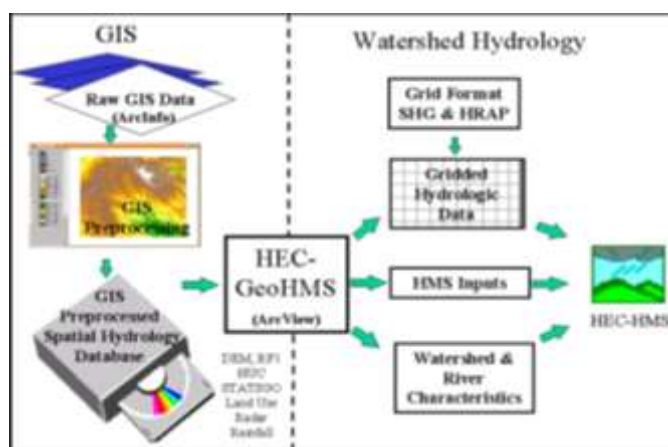 GIS
Watershed Hydrology
Raw GIS Data
(ArcInfo)
GIS
Preprocessing
GIS
Preprocessed
Spatial Hydrology
Database
HEC-
GeoHMS
(ArcView)
DEM, RF1
HUC
STATSGO
Land Use
Radar
Rainfall
Grid Format
SHG & HRAP
Gridded
Hydrologic
Data
HMS Inputs
Watershed &
River
Characteristics
HEC-HMS